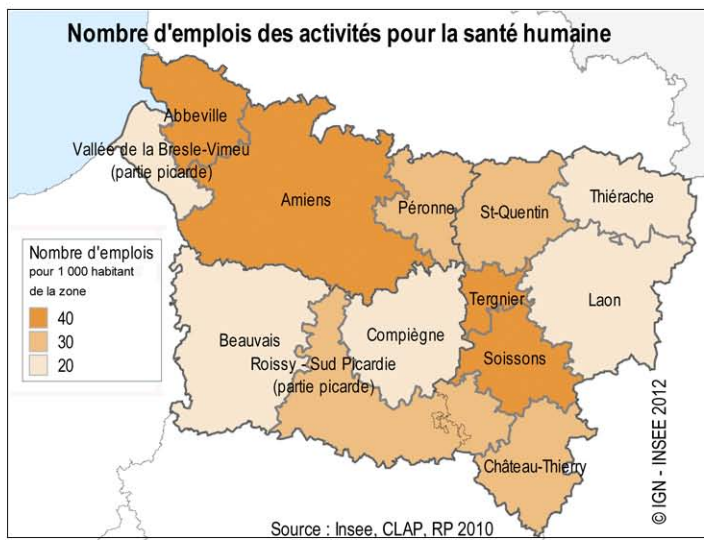 Nombre d'emplois des activités pour la santé humaine
Abbeville
Vallée de la Bresle-Vimeu
(partie picarde)
Amiens
Péronne
St-Quentin
Thiérache
Nombre d'emplois
pour 1 000 habitant
de la zone
40
30
20
Tergnier
Laon
Beauvais
Compiègne
Roissy - Sud Picardie
(partie picarde)
Soissons
Château-Thierry
© IGN - INSEE 2012
Source : Insee, CLAP, RP 2010